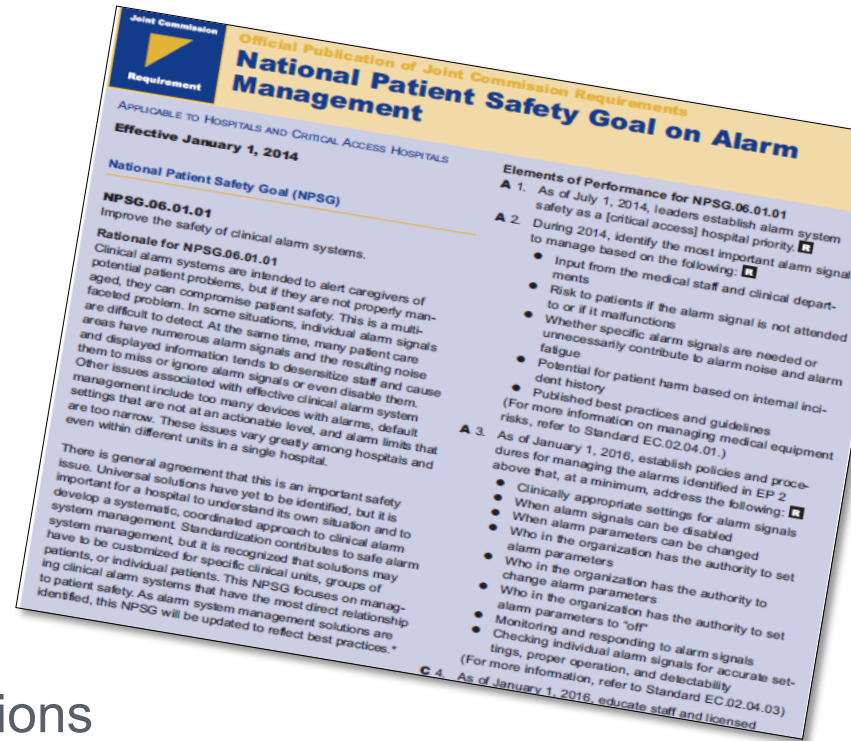 Joint Commission
Requirement
Official Publication of Joint Commission Requirements
National Patient Safety Goal on Alarm
Management
APPLICABLE TO HOSPITALS AND CRITICAL ACCESS HOSPITALS
Effective January 1, 2014
National Patient Safety Goal (NPSG)
NPSG.06.01.01
Improve the safety of clinical alarm systems.
Rationale for NPSG.06.01.01
Clinical alarm systems are intended to alert caregivers of
potential patient problems, but if they are not properly man-
aged, they can compromise patient safety. This is a multi-
faceted problem. In some situations, individual alarm signals
are difficult to detect. At the same time, many patient care
areas have numerous alarm signals and the resulting noise
and displayed information tends to desensitize staff and cause
them to miss or ignore alarm signals or even disable them.
Other issues associated with effective clinical alarm system
management include too many devices with alarms, default
settings that are not at an actionable level, and alarm limits that
are too narrow. These issues vary greatly among hospitals and
even within different units in a single hospital.
There is general agreement that this is an important safety
issue. Universal solutions have yet to be identified, but it is
important for a hospital to understand its own situation and to
develop a systematic, coordinated approach to clinical alarm
system management. Standardization contributes to safe alarm
system management, but it is recognized that solutions may
have to be customized for specific clinical units, groups of
patients, or individual patients. This NPSG focuses on manag-
ing clinical alarm systems that have the most direct relationship
to patient safety. As alarm system management solutions are
identified, this NPSG will be updated to reflect best practices.*
Elements of Performance for NPSG.06.01.01
A 1. As of July 1, 2014, leaders establish alarm system
safety as a [critical access] hospital priority. R
A 2. During 2014, identify the most important alarm signal
to manage based on the following: R
• Input from the medical staff and clinical depart-
ments
• Risk to patients if the alarm signal is not attended
to or if it malfunctions
• Whether specific alarm signals are needed or
unnecessarily contribute to alarm noise and alarm
fatigue
• Potential for patient harm based on internal inci-
dent history
• Published best practices and guidelines
(For more information on managing medical equipment
risks, refer to Standard EC.02.04.01.)
A 3. As of January 1, 2016, establish policies and proce-
dures for managing the alarms identified in EP 2
above that, at a minimum, address the following: R
• Clinically appropriate settings for alarm signals
• When alarm signals can be disabled
• When alarm parameters can be changed
• Who in the organization has the authority to set
alarm parameters
• Who in the organization has the authority to
change alarm parameters
• Who in the organization has the authority to set
alarm parameters to "off"
• Monitoring and responding to alarm signals
• Checking individual alarm signals for accurate set-
tings, proper operation, and detectability
(For more information, refer to Standard EC.02.04.03)
C 4. As of January 1, 2016, educate staff and licensed
ions